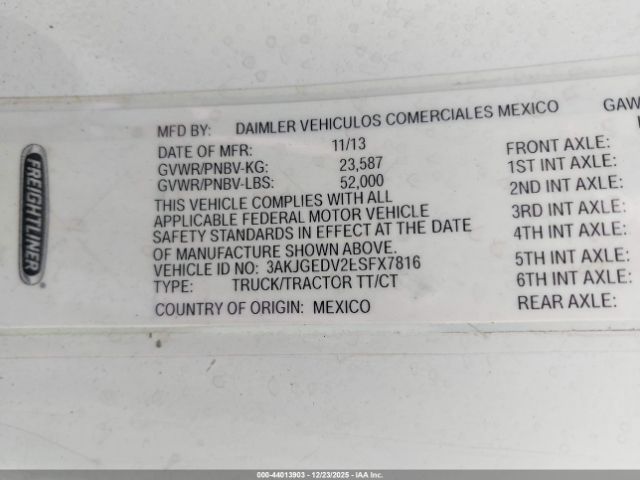 FREIGHTLINER
MFD BY: DAIMLER VEHICULOS COMERCIALES MEXICO GAW
DATE OF MFR: 11/13
GVWR/PNBV-KG: 23,587
GVWR/PNBV-LBS: 52,000
THIS VEHICLE COMPLIES WITH ALL
APPLICABLE FEDERAL MOTOR VEHICLE
SAFETY STANDARDS IN EFFECT AT THE DATE
OF MANUFACTURE SHOWN ABOVE.
VEHICLE ID NO: 3AKJGEDV2ESFX7816
TYPE: TRUCK/TRACTOR TT/CT
COUNTRY OF ORIGIN: MEXICO
FRONT AXLE:
1ST INT AXLE:
2ND INT AXLE:
3RD INT AXLE:
4TH INT AXLE:
5TH INT AXLE:
6TH INT AXLE:
REAR AXLE:
000-44013903 - 12/23/2025 - IAA Inc.